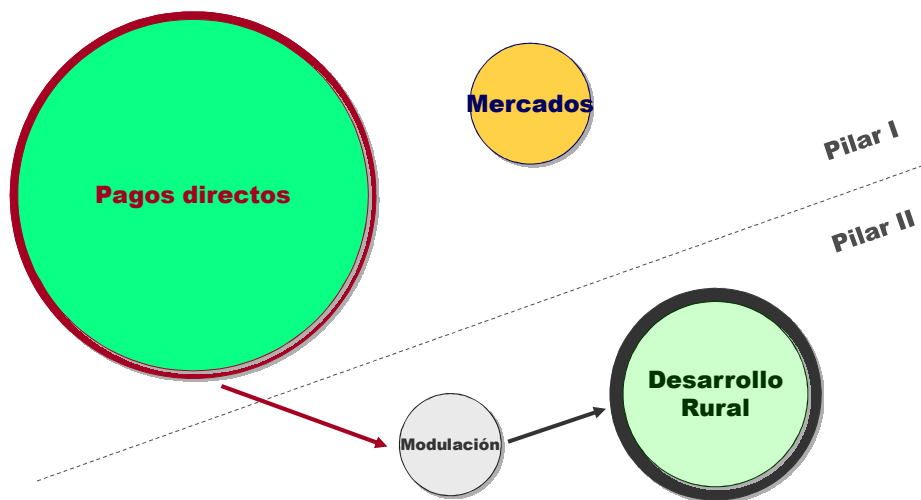 Mercados
Pilar I
Pagos directos
Pilar II
Desarrollo
Rural
Modulación